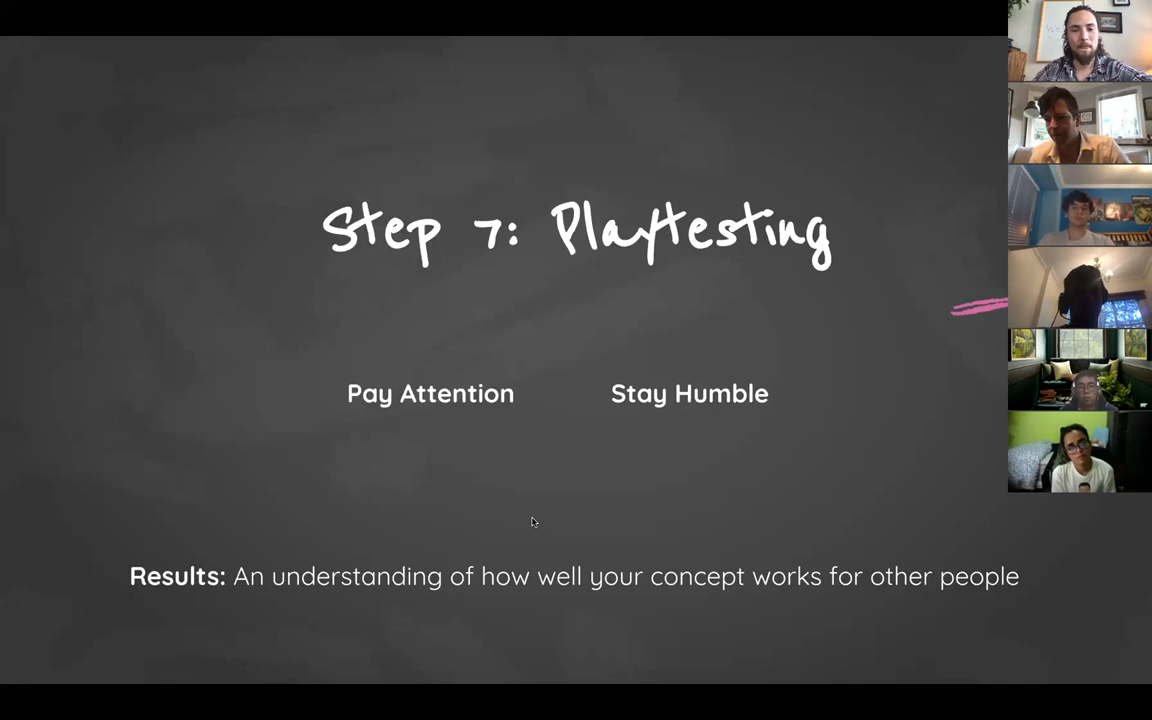 Step 7: Playtesting
Pay Attention
Stay Humble
Results: An understanding of how well your concept works for other people